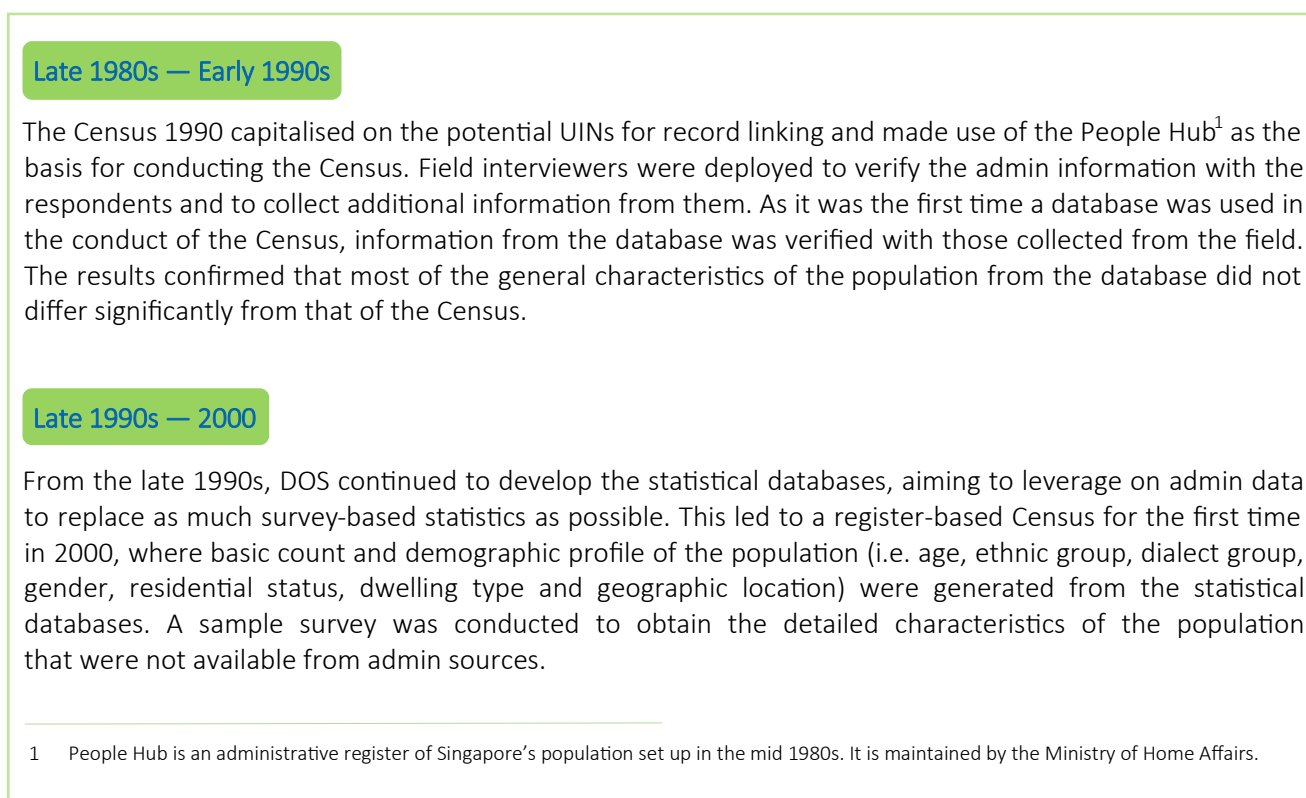 Late 1980s — Early 1990s
The Census 1990 capitalised on the potential UINs for record linking and made use of the People Hub1 as the
basis for conducting the Census. Field interviewers were deployed to verify the admin information with the
respondents and to collect additional information from them. As it was the first time a database was used in
the conduct of the Census, information from the database was verified with those collected from the field.
The results confirmed that most of the general characteristics of the population from the database did not
differ significantly from that of the Census.
Late 1990s — 2000
From the late 1990s, DOS continued to develop the statistical databases, aiming to leverage on admin data
to replace as much survey-based statistics as possible. This led to a register-based Census for the first time
in 2000, where basic count and demographic profile of the population (i.e. age, ethnic group, dialect group,
gender, residential status, dwelling type and geographic location) were generated from the statistical
databases. A sample survey was conducted to obtain the detailed characteristics of the population
that were not available from admin sources.
1 People Hub is an administrative register of Singapore’s population set up in the mid 1980s. It is maintained by the Ministry of Home Affairs.